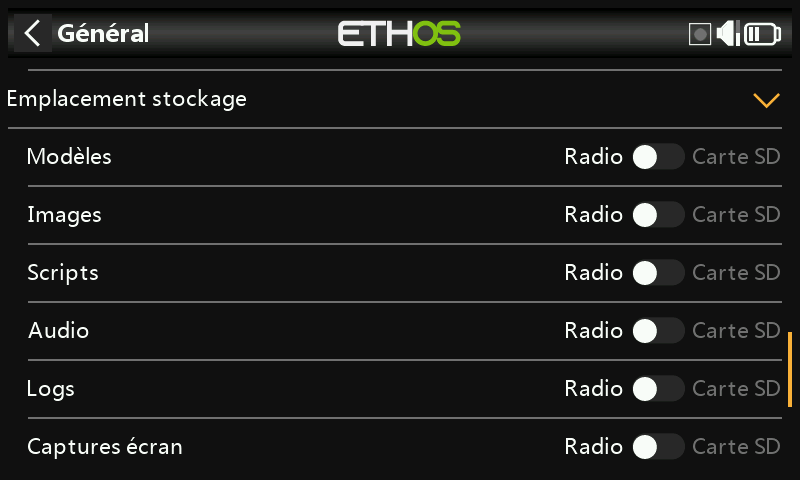 Général
ETHOS
Emplacement stockage
Modèles Radio Carte SD
Images Radio Carte SD
Scripts Radio Carte SD
Audio Radio Carte SD
Logs Radio Carte SD
Captures écran Radio Carte SD